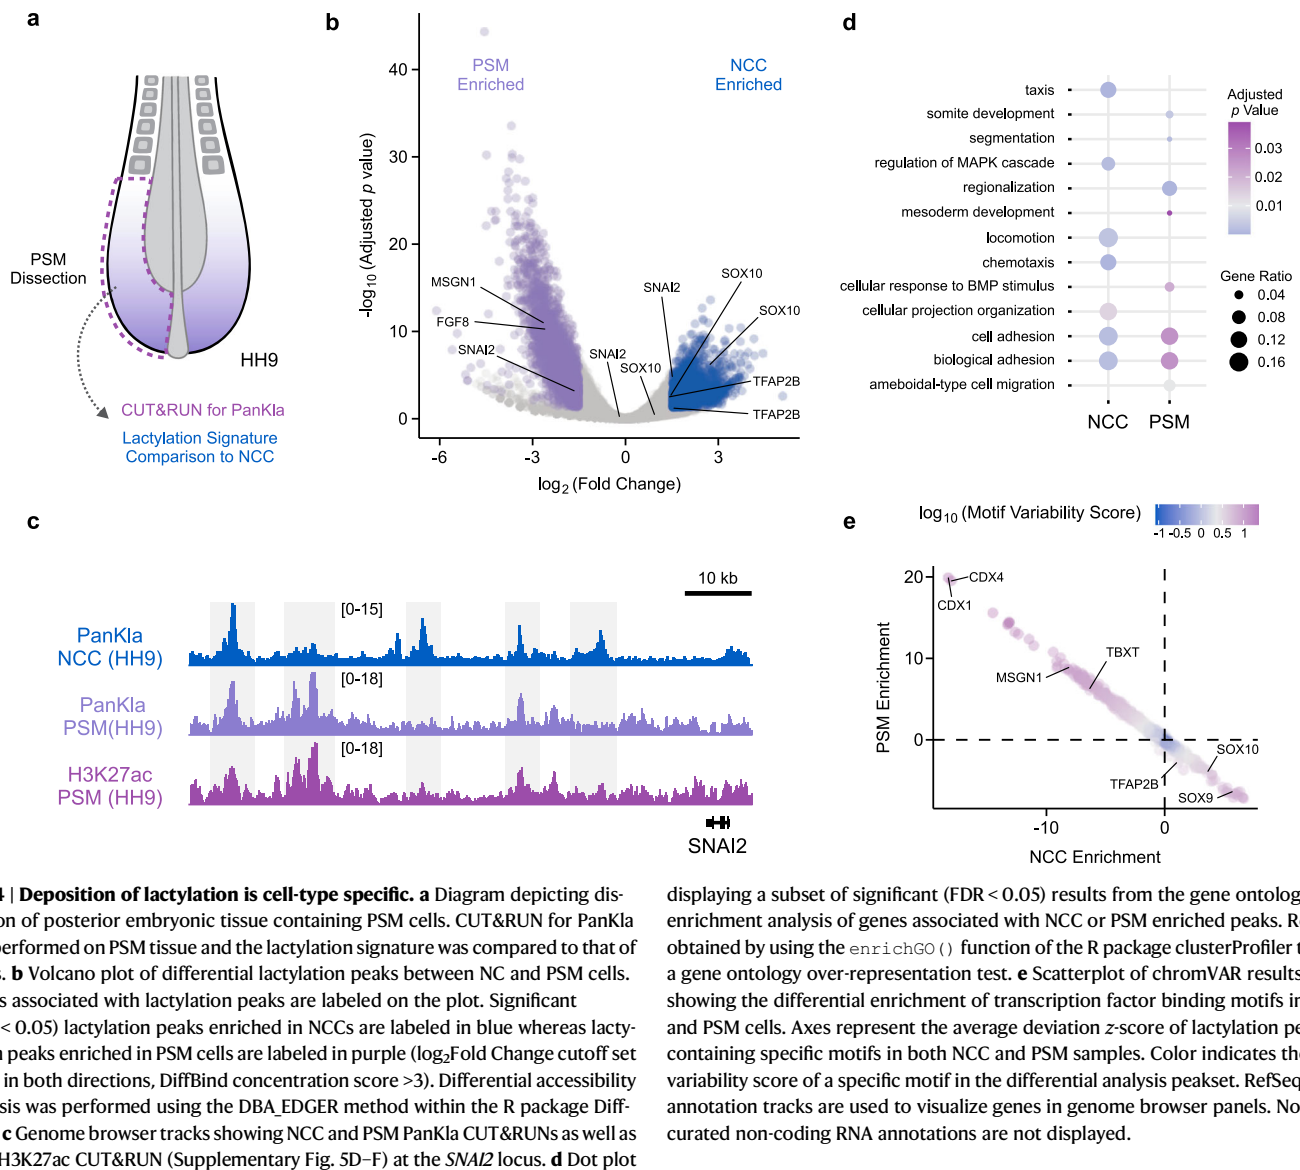 a
PSM
Dissection
HH9
CUT&RUN for PanKla
Lactylation Signature
Comparison to NCC
b
PSM
Enriched
NCC
Enriched
-log10 (Adjusted p value)
40
30
20
10
0
MSGN1
FGF8
SNAI2
SNAI2
SOX10
SNAI2
SOX10
SOX10
TFAP2B
TFAP2B
-6
-3
0
3
log2 (Fold Change)
d
taxis
somite development
segmentation
regulation of MAPK cascade
regionalization
mesoderm development
locomotion
chemotaxis
cellular response to BMP stimulus
cellular projection organization
cell adhesion
biological adhesion
ameboidal-type cell migration
NCC PSM
Adjusted
p Value
0.03
0.02
0.01
Gene Ratio
0.04
0.08
0.12
0.16
c
10 kb
PanKla
NCC (HH9)
[0-15]
PanKla
PSM(HH9)
[0-18]
H3K27ac
PSM (HH9)
[0-18]
SNAI2
e
log10 (Motif Variability Score)
-1 -0.5 0 0.5 1
PSM Enrichment
20
10
0
CDX4
CDX1
MSGN1
TBXT
SOX10
TFAP2B
SOX9
-10
0
NCC Enrichment
4 | Deposition of lactylation is cell-type specific. a Diagram depicting dis-
on of posterior embryonic tissue containing PSM cells. CUT&RUN for PanKla
performed on PSM tissue and the lactylation signature was compared to that of
s. b Volcano plot of differential lactylation peaks between NC and PSM cells.
s associated with lactylation peaks are labeled on the plot. Significant
< 0.05) lactylation peaks enriched in NCCs are labeled in blue whereas lacty-
n peaks enriched in PSM cells are labeled in purple (log2Fold Change cutoff set
in both directions, DiffBind concentration score >3). Differential accessibility
sis was performed using the DBA_EDGER method within the R package Diff-
c Genome browser tracks showing NCC and PSM PanKla CUT&RUNs as well as
H3K27ac CUT&RUN (Supplementary Fig. 5D–F) at the SNAI2 locus. d Dot plot
displaying a subset of significant (FDR < 0.05) results from the gene ontolog
enrichment analysis of genes associated with NCC or PSM enriched peaks. R
obtained by using the enrichGO() function of the R package clusterProfiler t
a gene ontology over-representation test. e Scatterplot of chromVAR results
showing the differential enrichment of transcription factor binding motifs in
and PSM cells. Axes represent the average deviation z-score of lactylation pe
containing specific motifs in both NCC and PSM samples. Color indicates the
variability score of a specific motif in the differential analysis peakset. RefSeq
annotation tracks are used to visualize genes in genome browser panels. No
curated non-coding RNA annotations are not displayed.